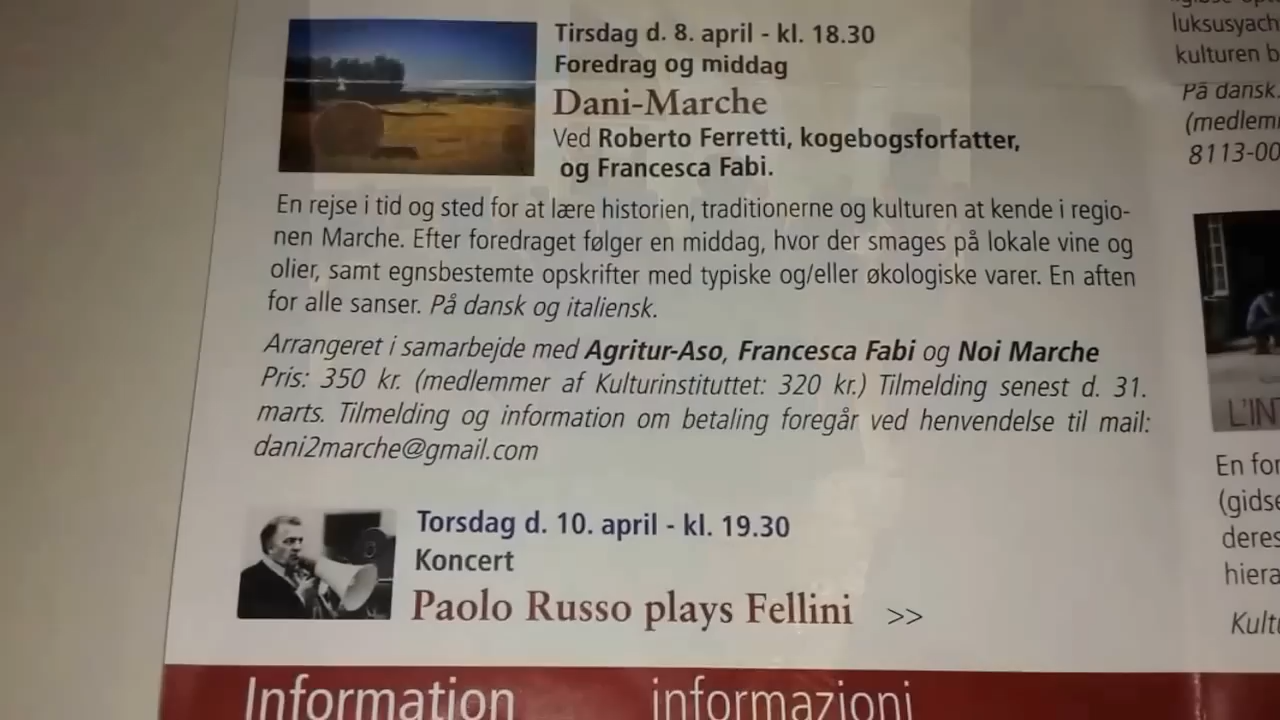 Tirsdag d. 8. april - kl. 18.30
Foredrag og middag
Dani-Marche
Ved Roberto Ferretti, kogebogsforfatter,
og Francesca Fabi.
En rejse i tid og sted for at lære historien, traditionerne og kulturen at kende i regio-
nen Marche. Efter foredraget følger en middag, hvor der smages på lokale vine og
olier, samt egnsbestemte opskrifter med typiske og/eller økologiske varer. En aften
for alle sanser. På dansk og italiensk.
Arrangeret i samarbejde med Agritur-Aso, Francesca Fabi og Noi Marche
Pris: 350 kr. (medlemmer af Kulturinstituttet: 320 kr.) Tilmelding senest d. 31.
marts. Tilmelding og information om betaling foregår ved henvendelse til mail:
dani2marche@gmail.com
Torsdag d. 10. april - kl. 19.30
Koncert
Paolo Russo plays Fellini >>
Information informazioni
luksusyach
kulturen b
På dansk.
(medlemm
8113-00
L'IN
En for
(gidse
deres
hiera
Kultu